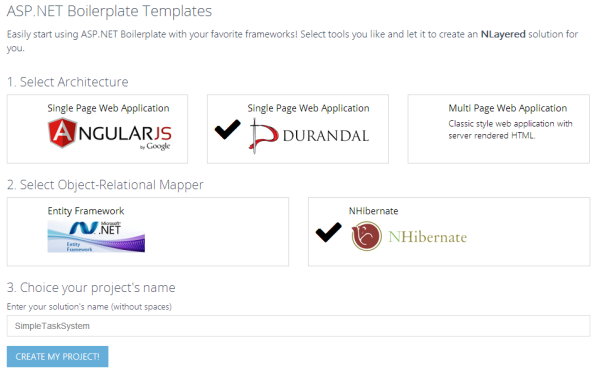 ASP.NET Boilerplate Templates
Easily start using ASP.NET Boilerplate with your favorite frameworks! Select tools you like and let it to create an NLayered solution for
you.
1. Select Architecture
Single Page Web Application
ANGULARJS
by Google
Single Page Web Application
DURANDAL
Multi Page Web Application
Classic style web application with
server rendered HTML.
2. Select Object-Relational Mapper
Entity Framework
Microsoft
.NET
Entity
Framework
NHibernate
NHibernate
3. Choice your project's name
Enter your solution's name (without spaces)
SimpleTaskSystem
CREATE MY PROJECT!